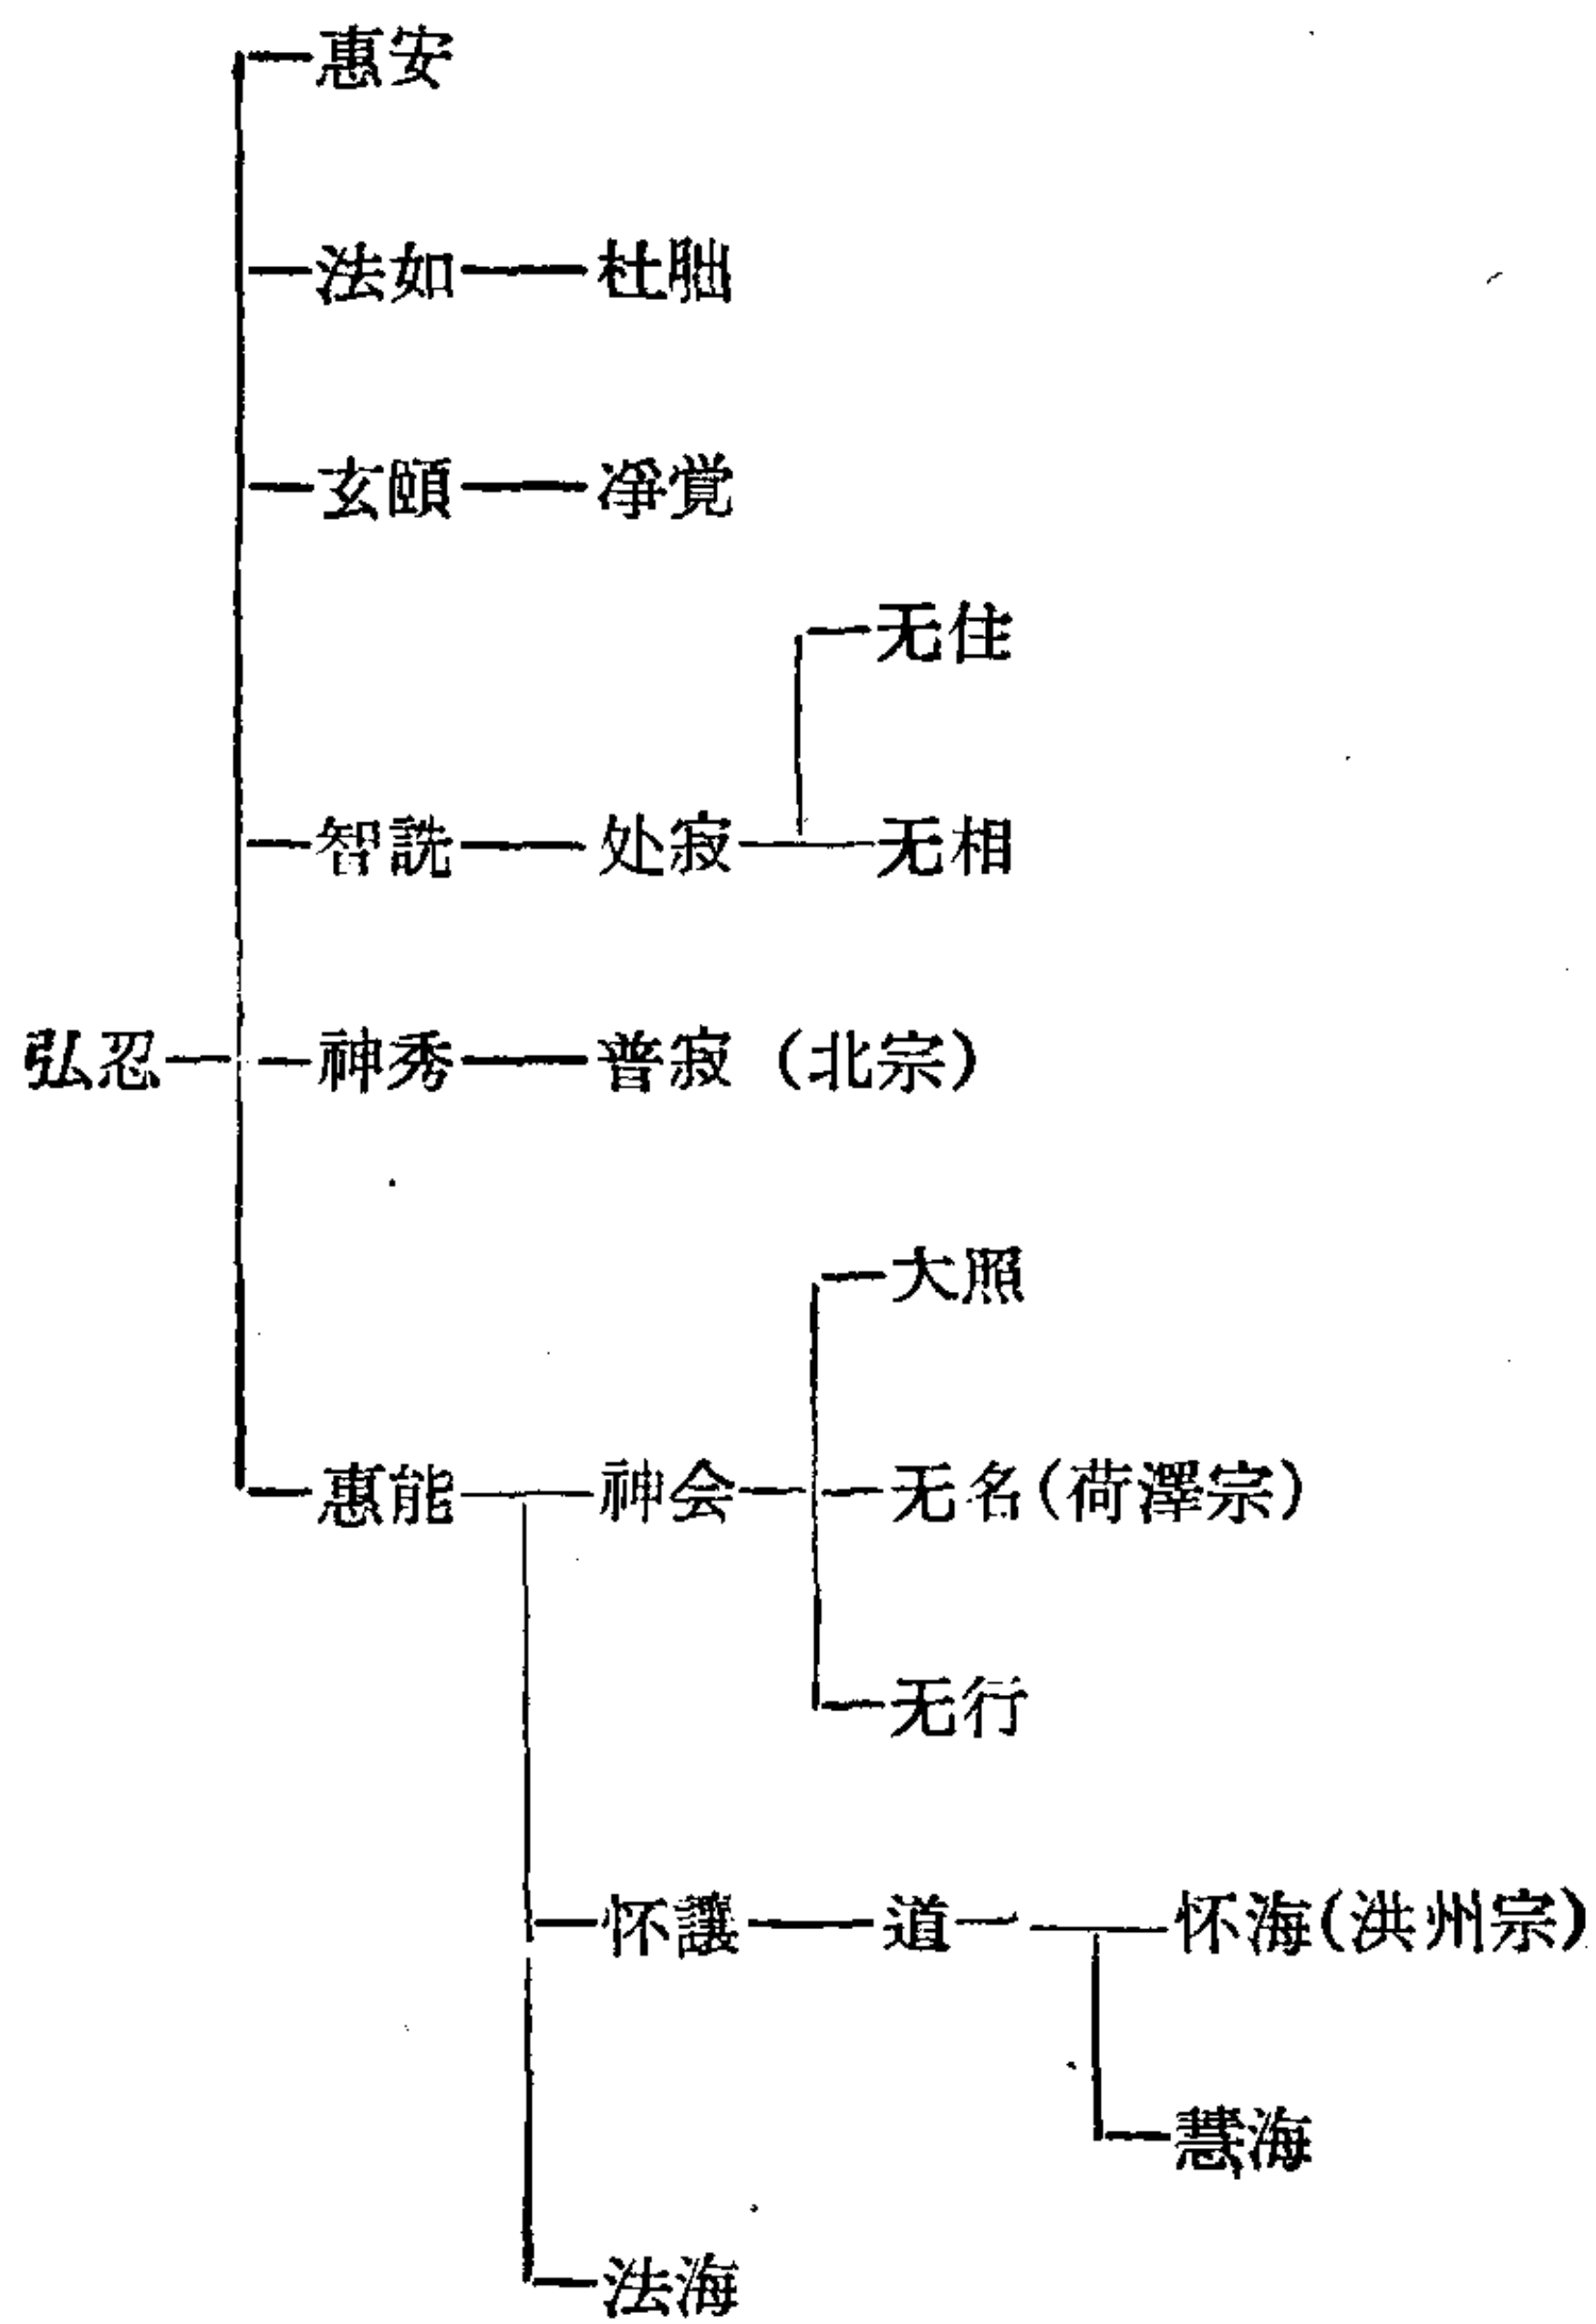 惠安
法如 杜朏
玄頤 凈覚
无住
智詵 处寂 无相
弘忍 神秀 普寂 (北宗)
大照
惠能 神会 无名(荷澤宗)
无行
怀讓 道一 怀海(洪州宗)
慧海
法海